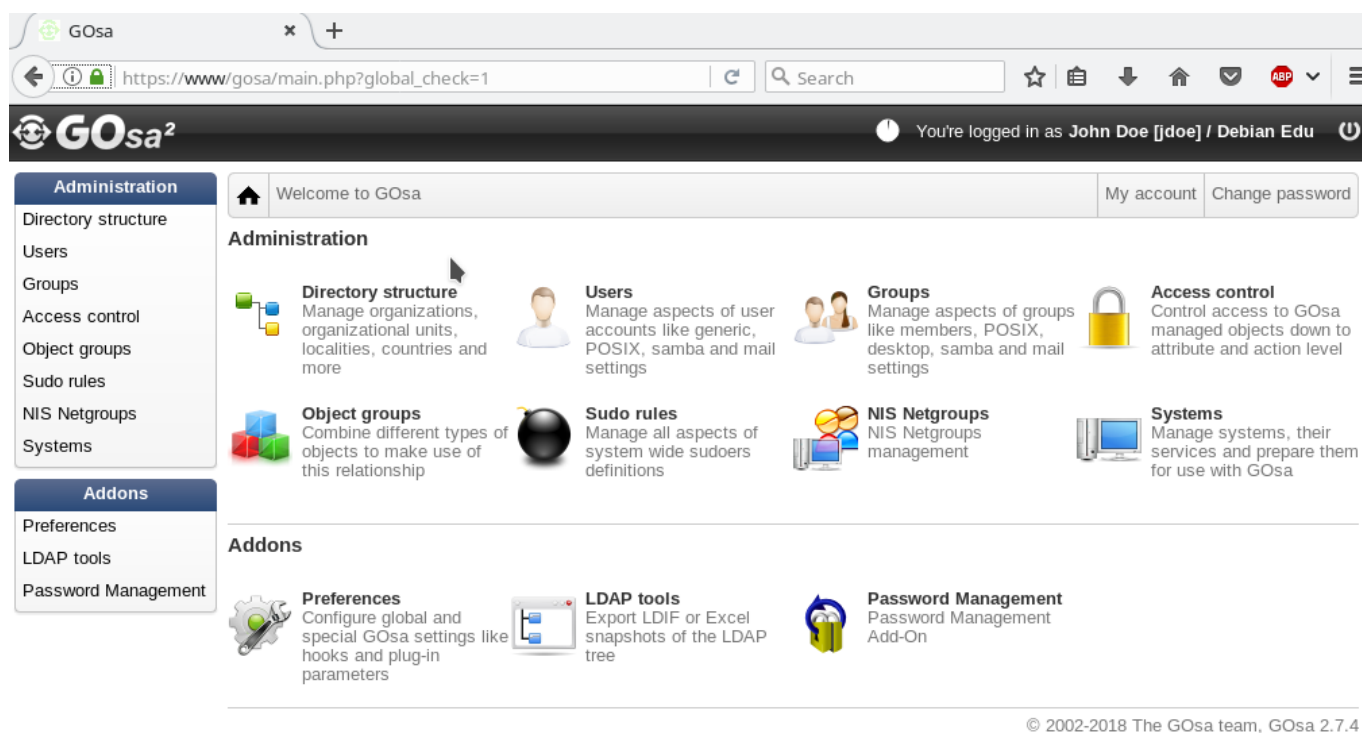 GOsa
https://www/gosa/main.php?global_check=1
Search
ABP
GOsa²
You're logged in as John Doe [jdoe] / Debian Edu
Administration
Directory structure
Users
Groups
Access control
Object groups
Sudo rules
NIS Netgroups
Systems
Addons
Preferences
LDAP tools
Password Management
Welcome to GOsa
My account
Change password
Administration
Directory structure
Manage organizations,
organizational units,
localities, countries and
more
Users
Manage aspects of user
accounts like generic,
POSIX, samba and mail
settings
Groups
Manage aspects of groups
like members, POSIX,
desktop, samba and mail
settings
Access control
Control access to GOsa
managed objects down to
attribute and action level
Object groups
Combine different types of
objects to make use of
this relationship
Sudo rules
Manage all aspects of
system wide sudoers
definitions
NIS Netgroups
NIS Netgroups
management
Systems
Manage systems, their
services and prepare them
for use with GOsa
Addons
Preferences
Configure global and
special GOsa settings like
hooks and plug-in
parameters
LDAP tools
Export LDIF or Excel
snapshots of the LDAP
tree
Password Management
Password Management
Add-On
© 2002-2018 The GOsa team, GOsa 2.7.4